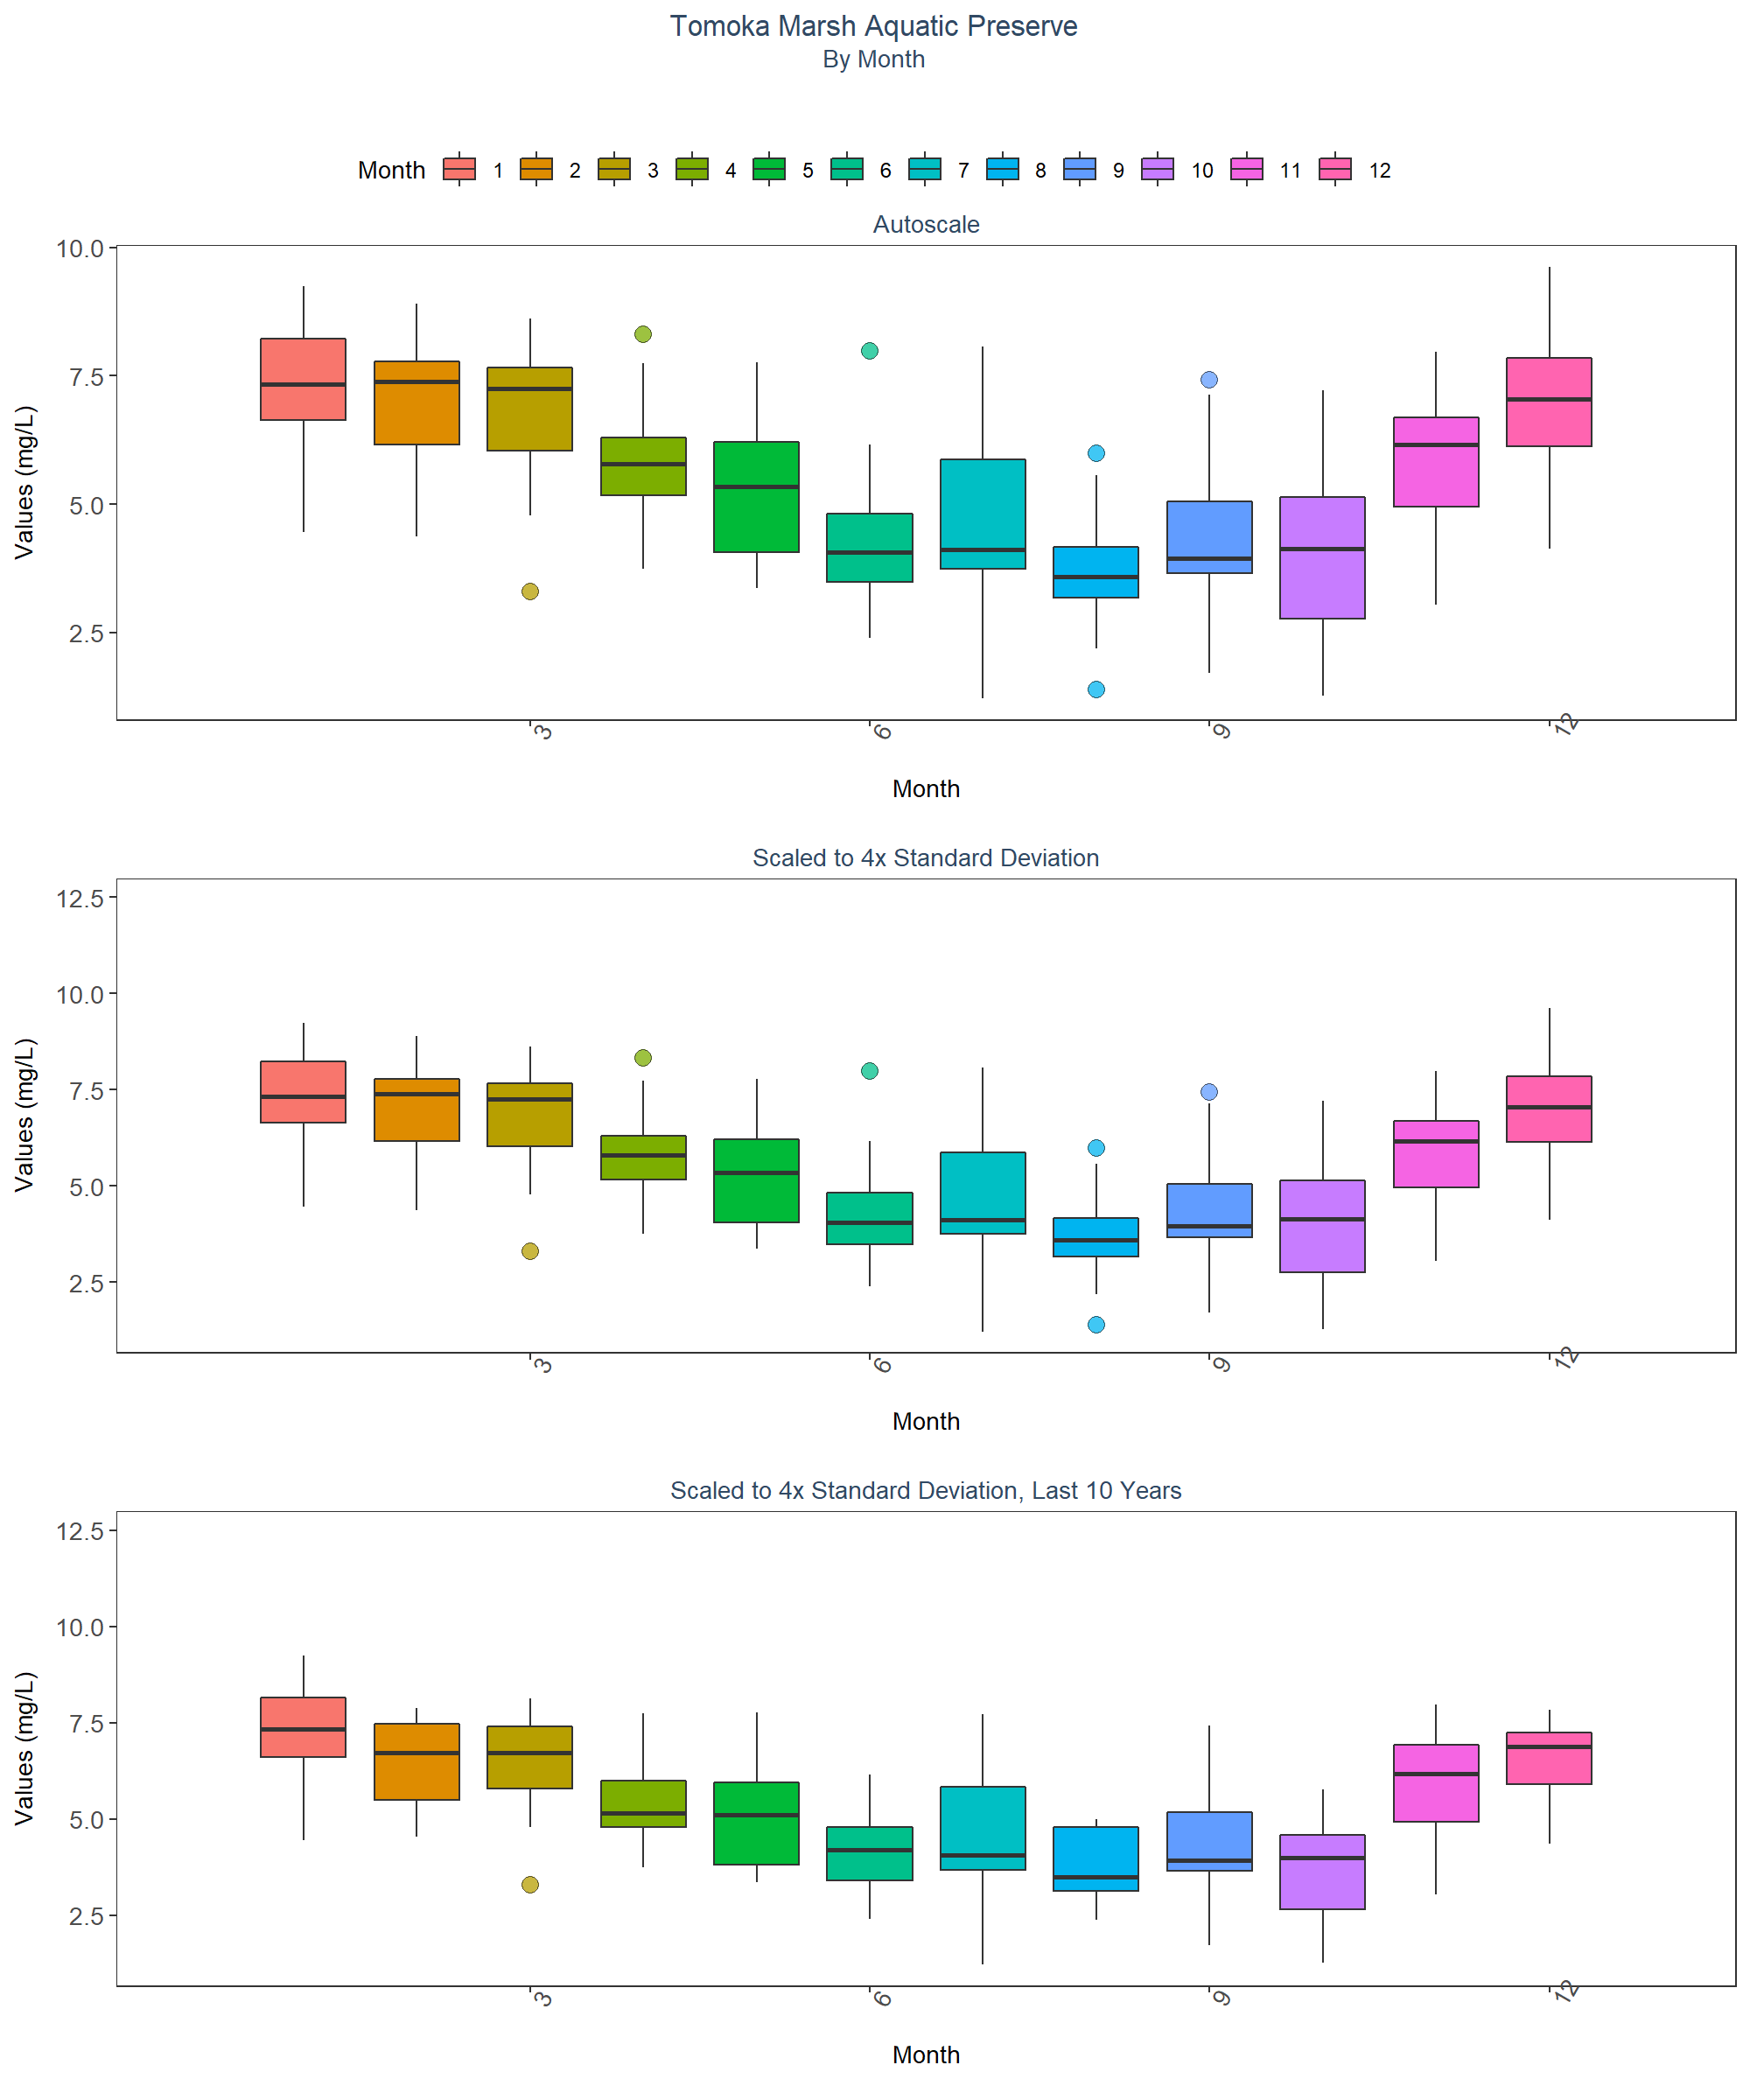 Tomoka Marsh Aquatic Preserve
By Month
Month 1 2 3 4 5 6 7 8 9 10 11 12
Autoscale
10.0
7.5
5.0
2.5
Values (mg/L)
3 6 9 12
Month
Scaled to 4x Standard Deviation
12.5
10.0
7.5
5.0
2.5
Values (mg/L)
3 6 9 12
Month
Scaled to 4x Standard Deviation, Last 10 Years
12.5
10.0
7.5
5.0
2.5
Values (mg/L)
3 6 9 12
Month